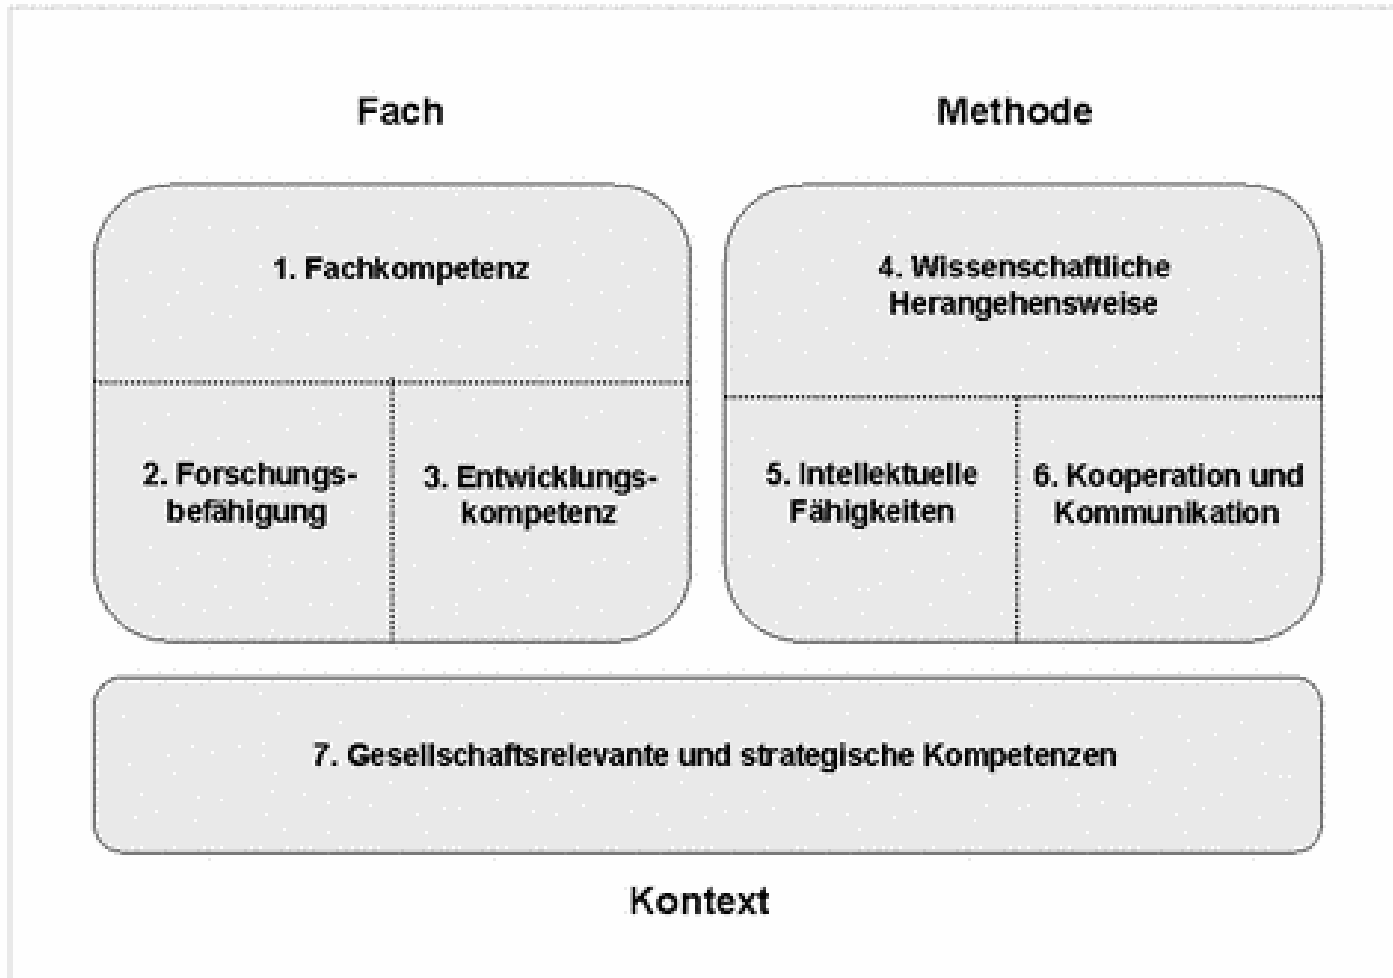 Fach
Methode
1. Fachkompetenz
4. Wissenschaftliche
Herangehensweise
2. Forschungs-
befähigung
3. Entwicklungs-
kompetenz
5. Intellektuelle
Fähigkeiten
6. Kooperation und
Kommunikation
7. Gesellschaftsrelevante und strategische Kompetenzen
Kontext